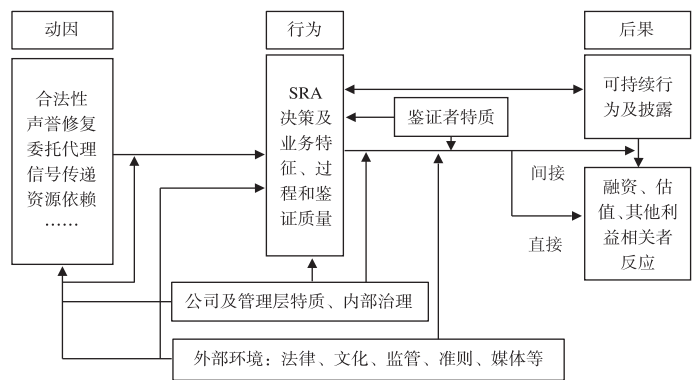 动因
行为
后果
合法性
声誉修复
委托代理
信号传递
资源依赖
……
SRA
决策及
业务特
征、过
程和鉴
证质量
鉴证者特质
可持续行
为及披露
间接
直接
融资、估
值、其他利
益相关者
反应
公司及管理层特质、内部治理
外部环境：法律、文化、监管、准则、媒体等